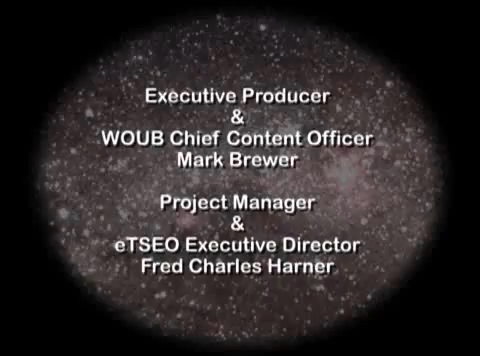 Executive Producer
&
WOUB Chief Content Officer
Mark Brewer
Project Manager
&
eTSEO Executive Director
Fred Charles Harner